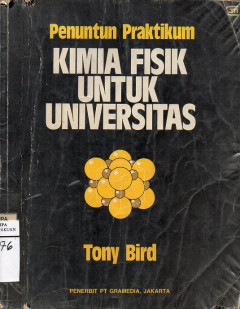 Penuntun Praktikum
KIMIA FISIK
UNTUK
UNIVERSITAS
Tony Bird
PENERBIT PT GRAMEDIA, JAKARTA